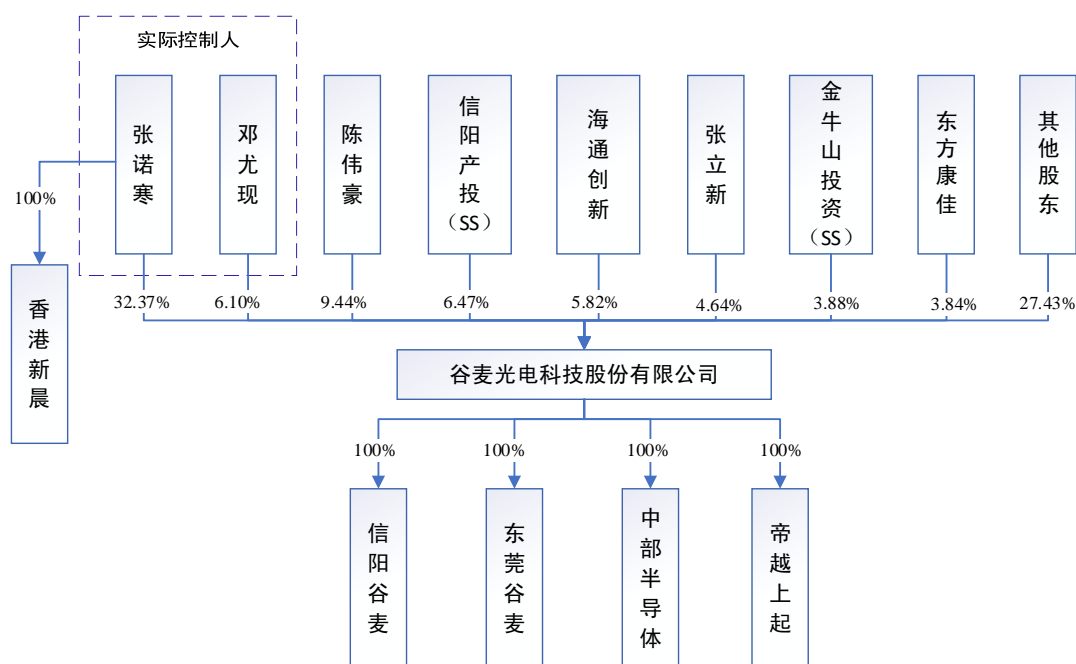 实际控制人
张诺寒
邓尤现
陈伟豪
信阳产投（SS）
海通创新
张立新
金牛山投资（SS）
东方康佳
其他股东
100%
香港新晨
32.37%
6.10%
9.44%
6.47%
5.82%
4.64%
3.88%
3.84%
27.43%
谷麦光电科技股份有限公司
100%
100%
100%
100%
信阳谷麦
东莞谷麦
中部半导体
帝越上起